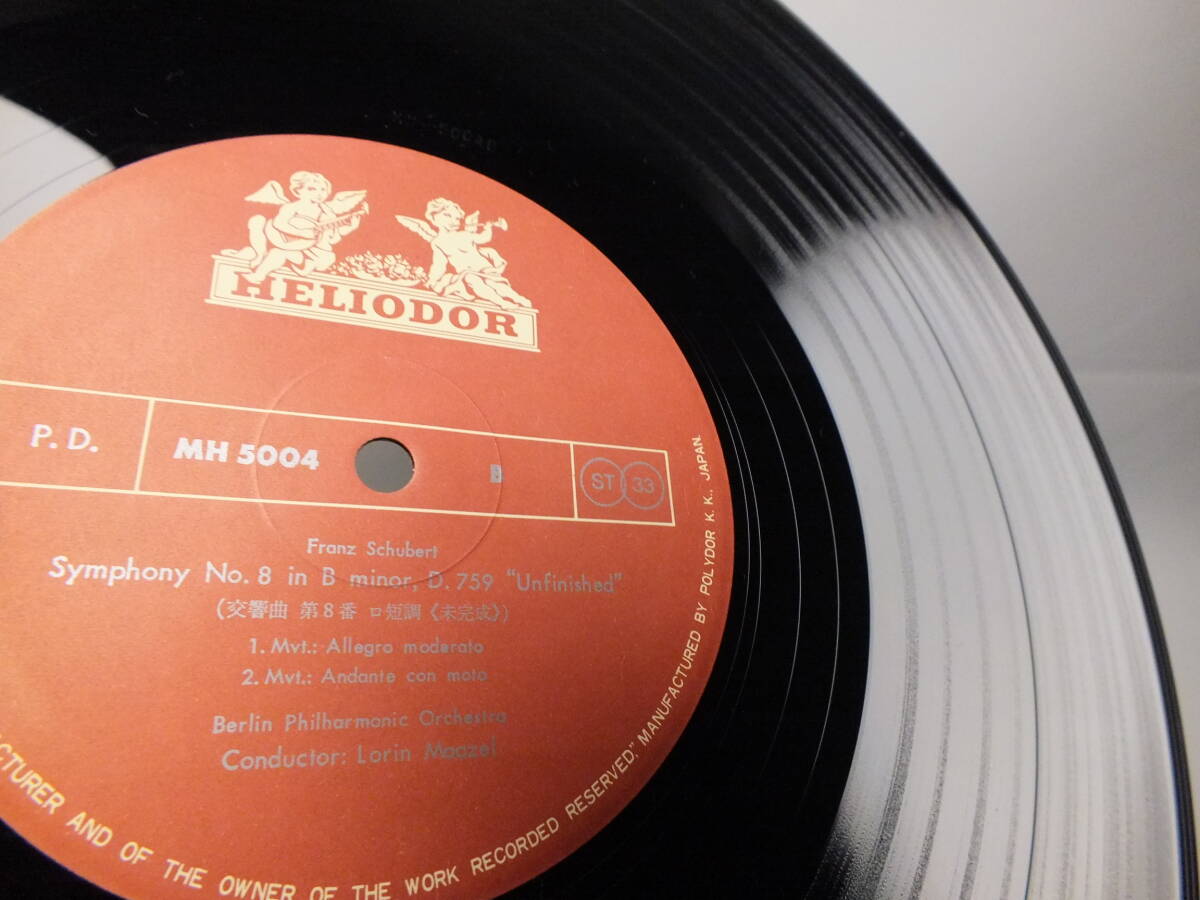 HELIODOR
P. D.
MH 5004
ST 33
Franz Schubert
Symphony No. 8 in B minor, D. 759 "Unfinished"
(交響曲 第8番 ロ短調《未完成》)
1. Mvt.: Allegro moderato
2. Mvt.: Andante con moto
Berlin Philharmonic Orchestra
Conductor: Lorin Maazel
AND OF THE OWNER OF THE WORK RECORDED RESERVED," MANUFACTURED BY POLYDOR K. K., JAPAN.